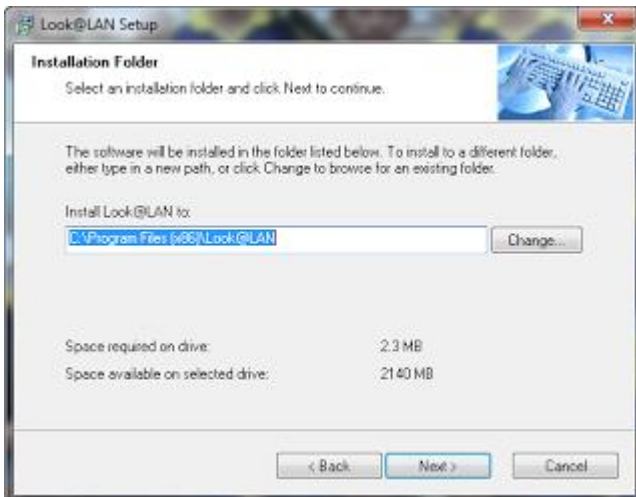 Look@LAN Setup
Installation Folder
Select an installation folder and click Next to continue.
The software will be installed in the folder listed below. To install to a different folder,
either type in a new path, or click Change to browse for an existing folder.
Install Look@LAN to:
C:\Program Files (x86)\Look@LAN
Change...
Space required on drive: 2.3 MB
Space available on selected drive: 2140 MB
< Back Next > Cancel